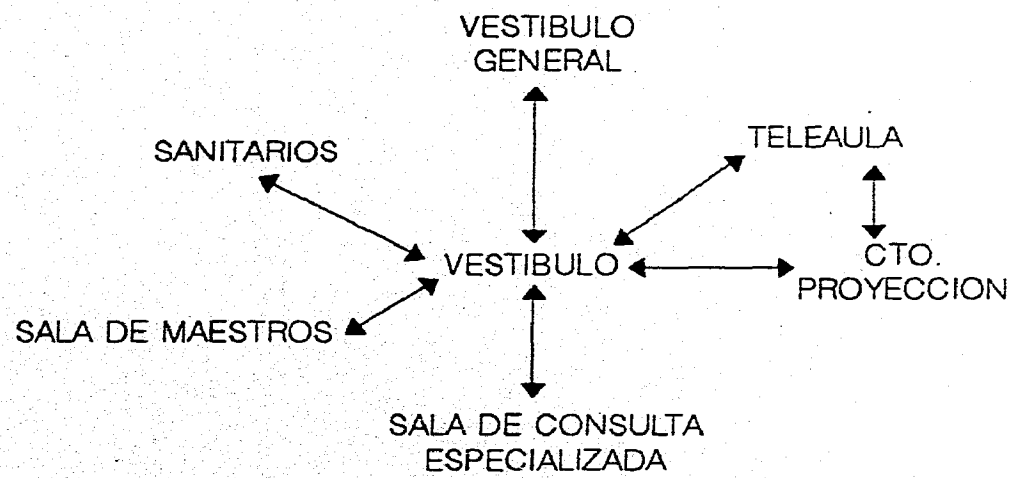 VESTIBULO
GENERAL
SANITARIOS
TELEAULA
VESTIBULO
CTO.
PROYECCION
SALA DE MAESTROS
SALA DE CONSULTA
ESPECIALIZADA